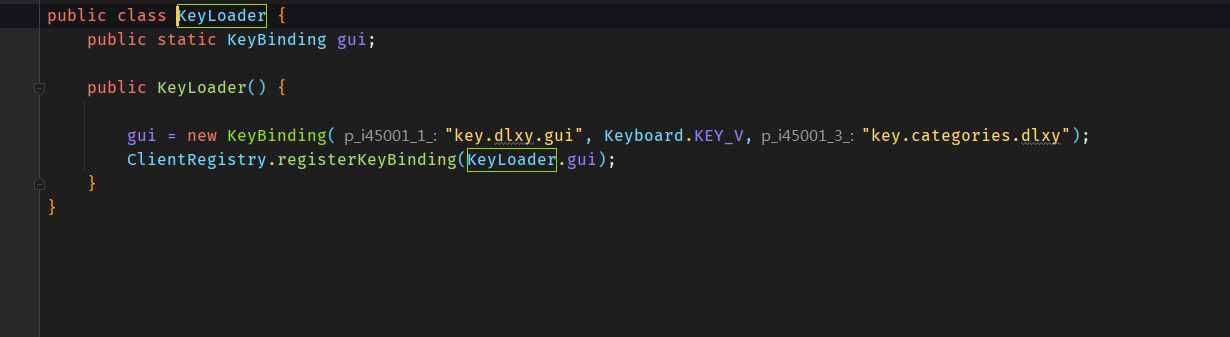 public class KeyLoader {
public static KeyBinding gui;
public KeyLoader() {
gui = new KeyBinding( p_i45001_1_: "key.dlxy.gui", Keyboard.KEY_V, p_i45001_3_: "key.categories.dlxy");
ClientRegistry.registerKeyBinding(KeyLoader.gui);
}
}